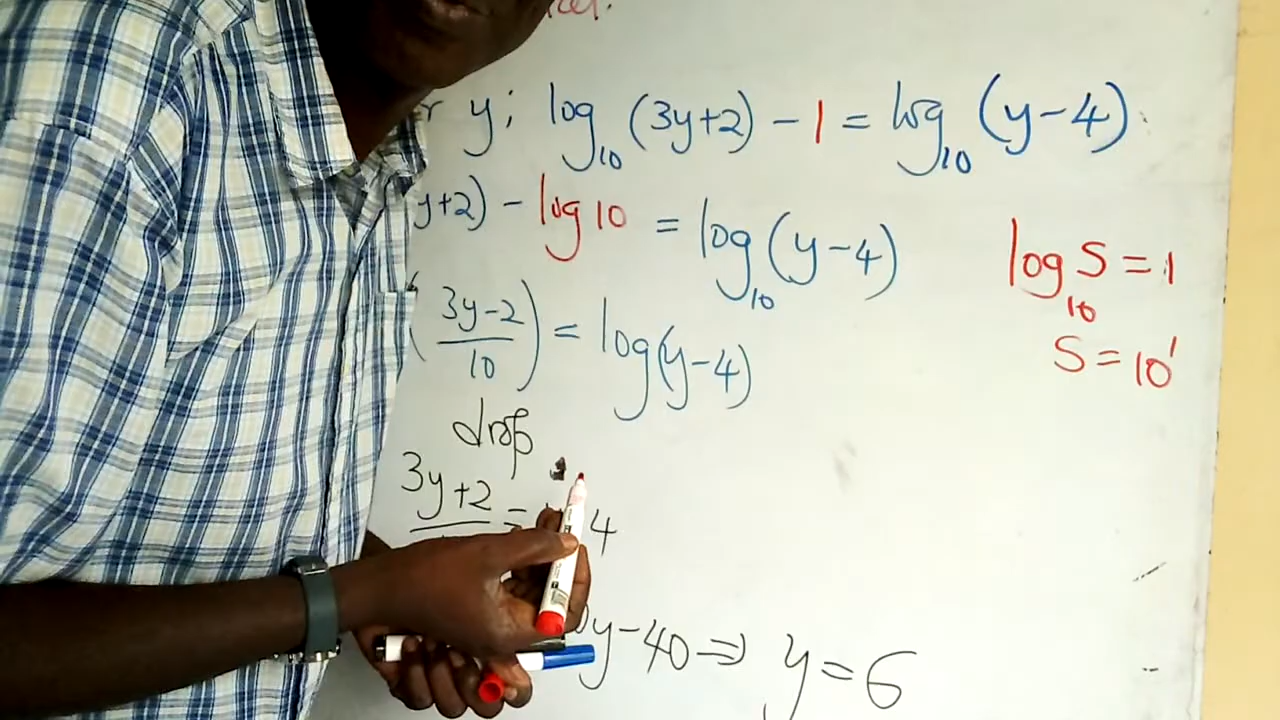 y; log₁₀(3y+2) - 1 = log₁₀(y-4)
y+2) - log 10 = log₁₀(y-4)
(3y-2/10) = log(y-4)
drop
3y+2 = 4
y-40 ⇒ y = 6
log₁₀ S = 1
S = 10¹